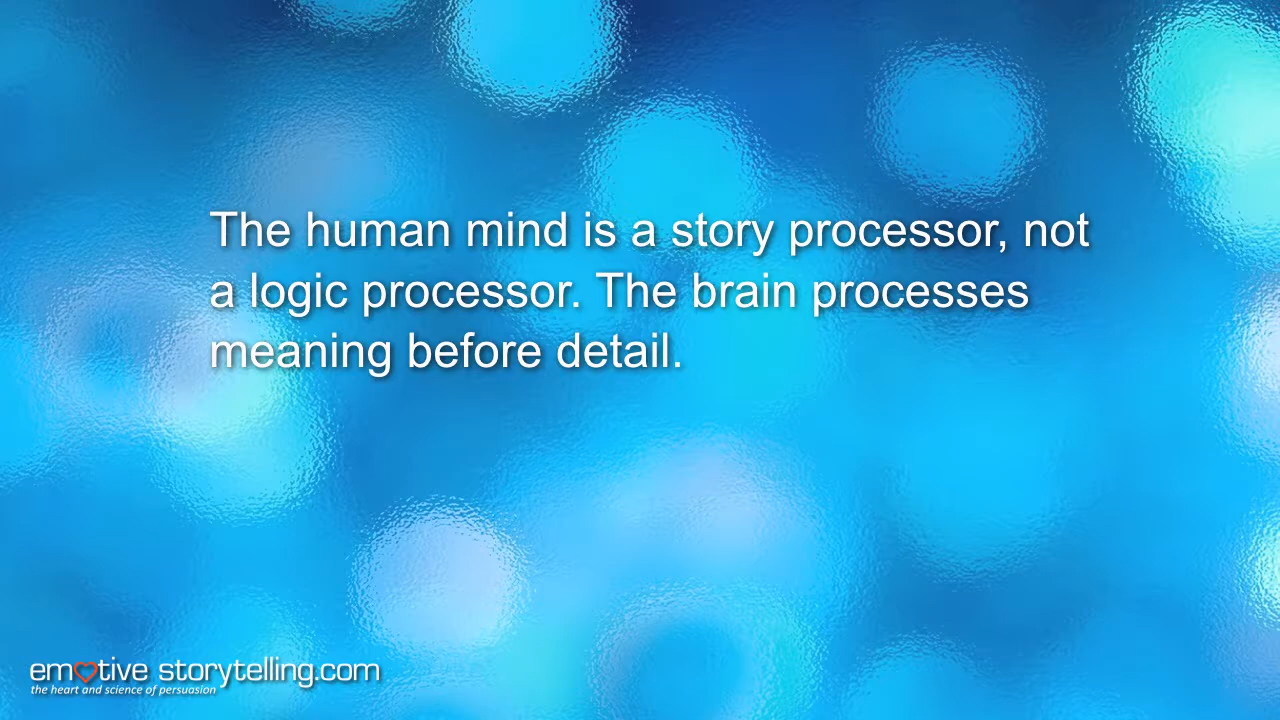 The human mind is a story processor, not
a logic processor. The brain processes
meaning before detail.
emotive storytelling.com
the heart and science of persuasion